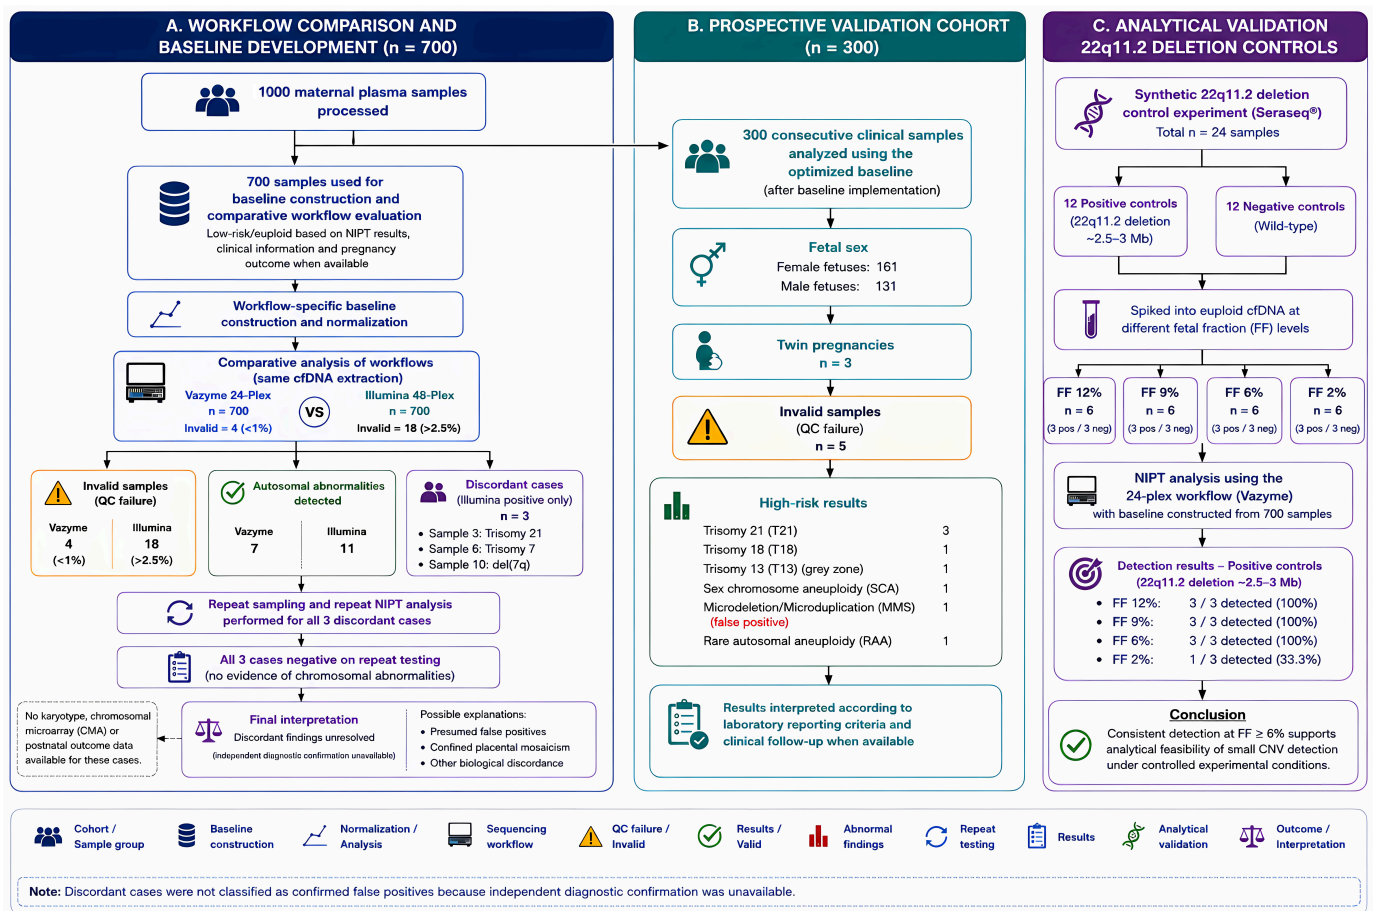 A. WORKFLOW COMPARISON AND
BASELINE DEVELOPMENT (n = 700)
1000 maternal plasma samples
processed
700 samples used for
baseline construction and
comparative workflow evaluation
Low-risk/euploid based on NIPT results,
clinical information and pregnancy
outcome when available
Workflow-specific baseline
construction and normalization
Comparative analysis of workflows
(same cfDNA extraction)
Vazyme 24-Plex
n = 700
Invalid = 4 (<1%)
VS
Illumina 48-Plex
n = 700
Invalid = 18 (>2.5%)
Invalid samples
(QC failure)
Vazyme
4
(<1%)
Illumina
18
(>2.5%)
Autosomal abnormalities
detected
Vazyme
7
Illumina
11
Discordant cases
(Illumina positive only)
n = 3
• Sample 3: Trisomy 21
• Sample 6: Trisomy 7
• Sample 10: del(7q)
Repeat sampling and repeat NIPT analysis
performed for all 3 discordant cases
All 3 cases negative on repeat testing
(no evidence of chromosomal abnormalities)
Final interpretation
Discordant findings unresolved
(independent diagnostic confirmation unavailable)
Possible explanations:
• Presumed false positives
• Confined placental mosaicism
• Other biological discordance
No karyotype, chromosomal
microarray (CMA) or
postnatal outcome data
available for these cases.
B. PROSPECTIVE VALIDATION COHORT
(n = 300)
300 consecutive clinical samples
analyzed using the
optimized baseline
(after baseline implementation)
Fetal sex
Female fetuses: 161
Male fetuses: 131
Twin pregnancies
n = 3
Invalid samples
(QC failure)
n = 5
High-risk results
Trisomy 21 (T21) 3
Trisomy 18 (T18) 1
Trisomy 13 (T13) (grey zone) 1
Sex chromosome aneuploidy (SCA) 1
Microdeletion/Microduplication (MMS) 1
(false positive)
Rare autosomal aneuploidy (RAA) 1
Results interpreted according to
laboratory reporting criteria and
clinical follow-up when available
C. ANALYTICAL VALIDATION
22q11.2 DELETION CONTROLS
Synthetic 22q11.2 deletion
control experiment (Seraseq®)
Total n = 24 samples
12 Positive controls
(22q11.2 deletion
~2.5–3 Mb)
12 Negative controls
(Wild-type)
Spiked into euploid cfDNA at
different fetal fraction (FF) levels
FF 12%
n = 6
(3 pos / 3 neg)
FF 9%
n = 6
(3 pos / 3 neg)
FF 6%
n = 6
(3 pos / 3 neg)
FF 2%
n = 6
(3 pos / 3 neg)
NIPT analysis using the
24-plex workflow (Vazyme)
with baseline constructed from 700 samples
Detection results – Positive controls
(22q11.2 deletion ~2.5–3 Mb)
• FF 12%: 3 / 3 detected (100%)
• FF 9%: 3 / 3 detected (100%)
• FF 6%: 3 / 3 detected (100%)
• FF 2%: 1 / 3 detected (33.3%)
Conclusion
Consistent detection at FF ≥ 6% supports
analytical feasibility of small CNV detection
under controlled experimental conditions.
Cohort /
Sample group
Baseline
construction
Normalization /
Analysis
Sequencing
workflow
QC failure /
Invalid
Results /
Valid
Abnormal
findings
Repeat
testing
Results
Analytical
validation
Outcome /
Interpretation
Note: Discordant cases were not classified as confirmed false positives because independent diagnostic confirmation was unavailable.